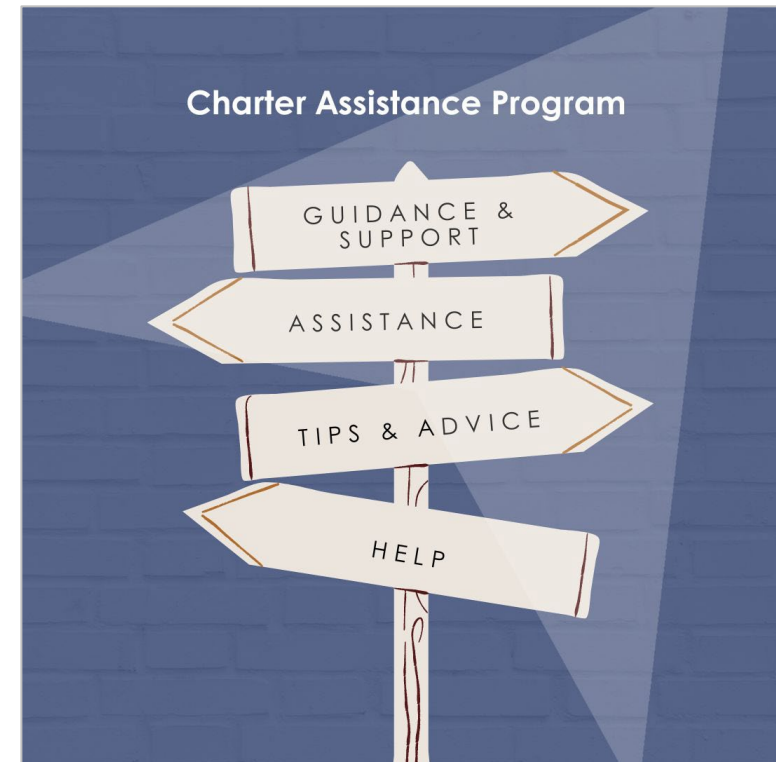 Charter Assistance Program
GUIDANCE &
SUPPORT
ASSISTANCE
TIPS & ADVICE
HELP